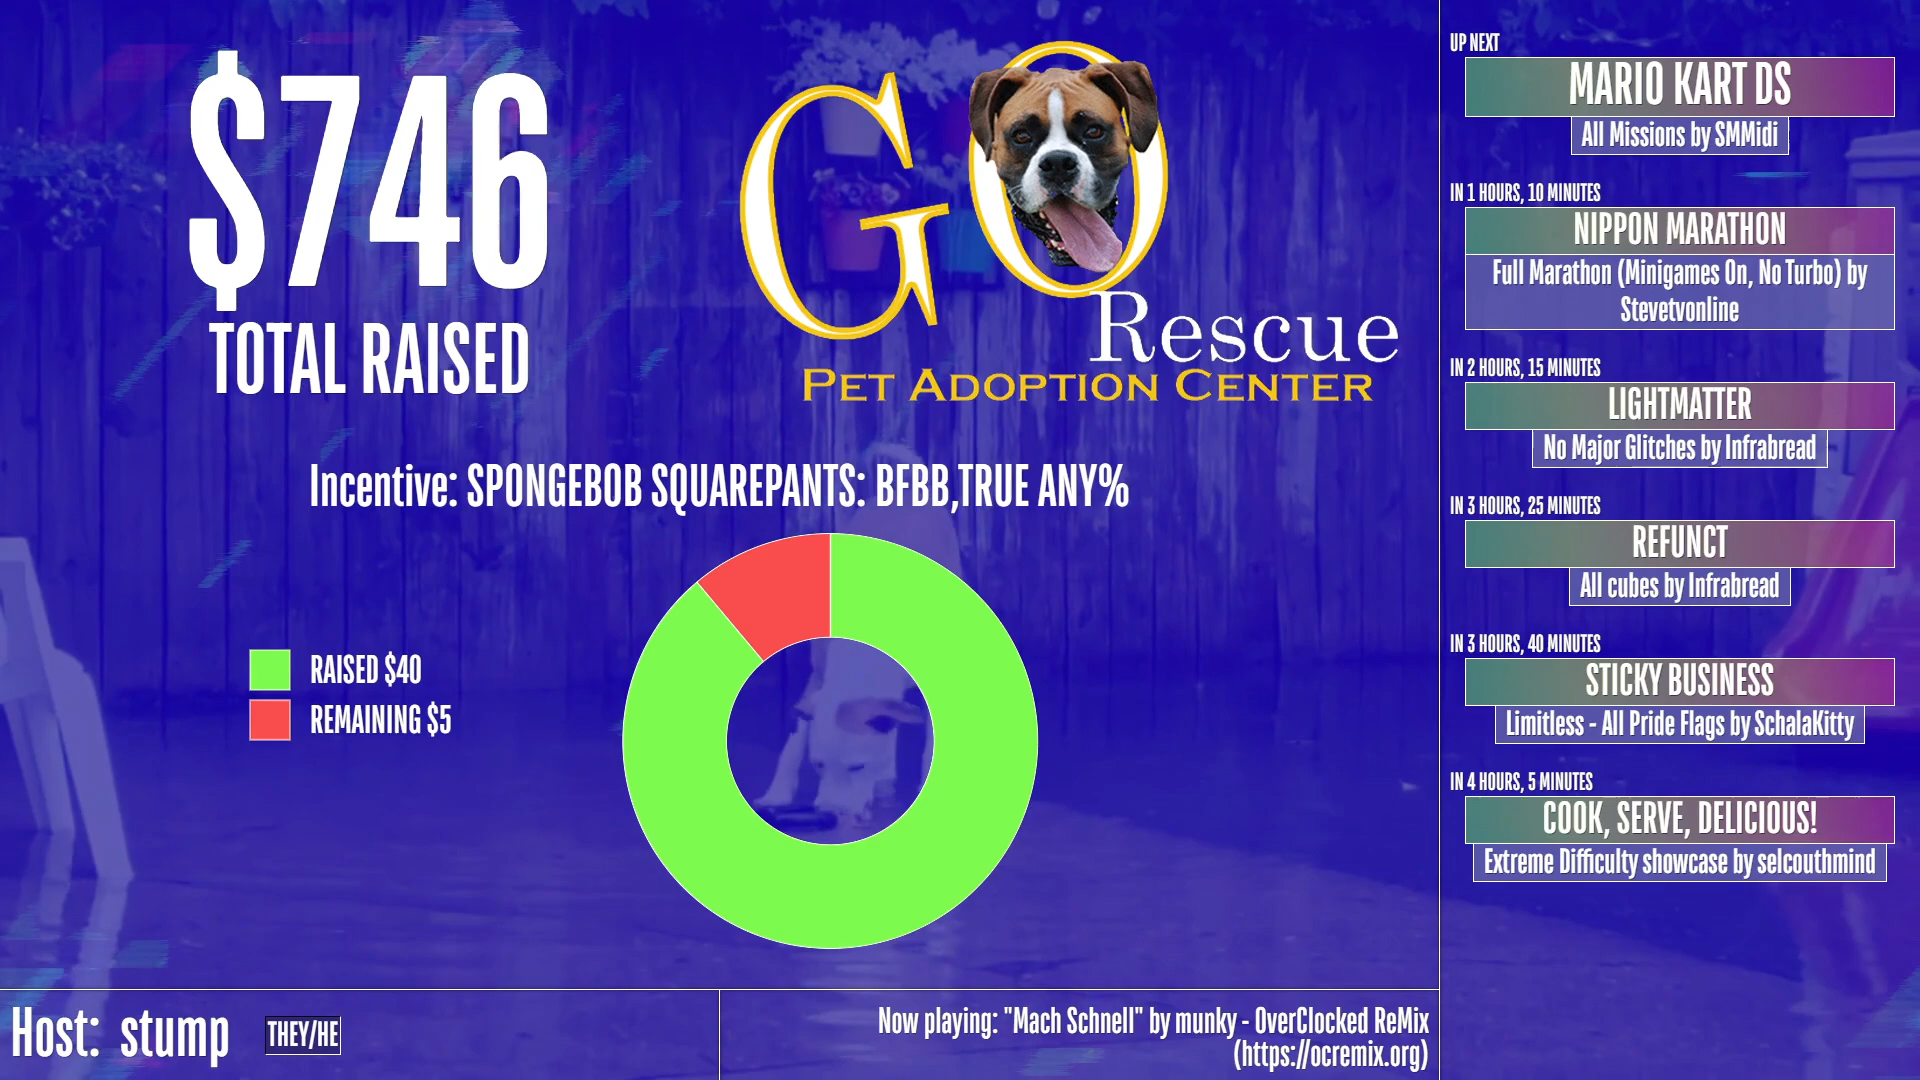 $746
TOTAL RAISED
GO
Rescue
PET ADOPTION CENTER
Incentive: SPONGEBOB SQUAREPANTS: BFBB,TRUE ANY%
RAISED $40
REMAINING $5
UP NEXT
MARIO KART DS
All Missions by SMMidi
IN 1 HOURS, 10 MINUTES
NIPPON MARATHON
Full Marathon (Minigames On, No Turbo) by
Stevetvonline
IN 2 HOURS, 15 MINUTES
LIGHTMATTER
No Major Glitches by Infrabread
IN 3 HOURS, 25 MINUTES
REFUNCT
All cubes by Infrabread
IN 3 HOURS, 40 MINUTES
STICKY BUSINESS
Limitless - All Pride Flags by SchalaKitty
IN 4 HOURS, 5 MINUTES
COOK, SERVE, DELICIOUS!
Extreme Difficulty showcase by selcouthmind
Host: stump THEY/HE
Now playing: "Mach Schnell" by munky - OverClocked ReMix
(https://ocremix.org)